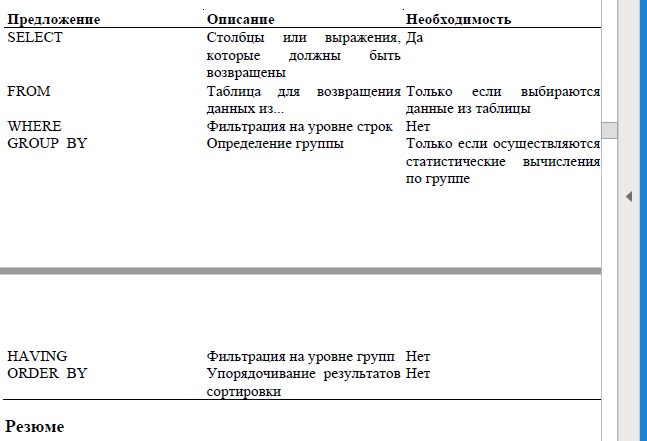 Предложение Описание Необходимость
SELECT Столбцы или выражения, Да
которые должны быть
возвращены
FROM Таблица для возвращения Только если выбираются
данных из... данные из таблицы
WHERE Фильтрация на уровне строк Нет
GROUP BY Определение группы Только если осуществляются
статистические вычисления
по группе
HAVING Фильтрация на уровне групп Нет
ORDER BY Упорядочивание результатов Нет
сортировки
Резюме